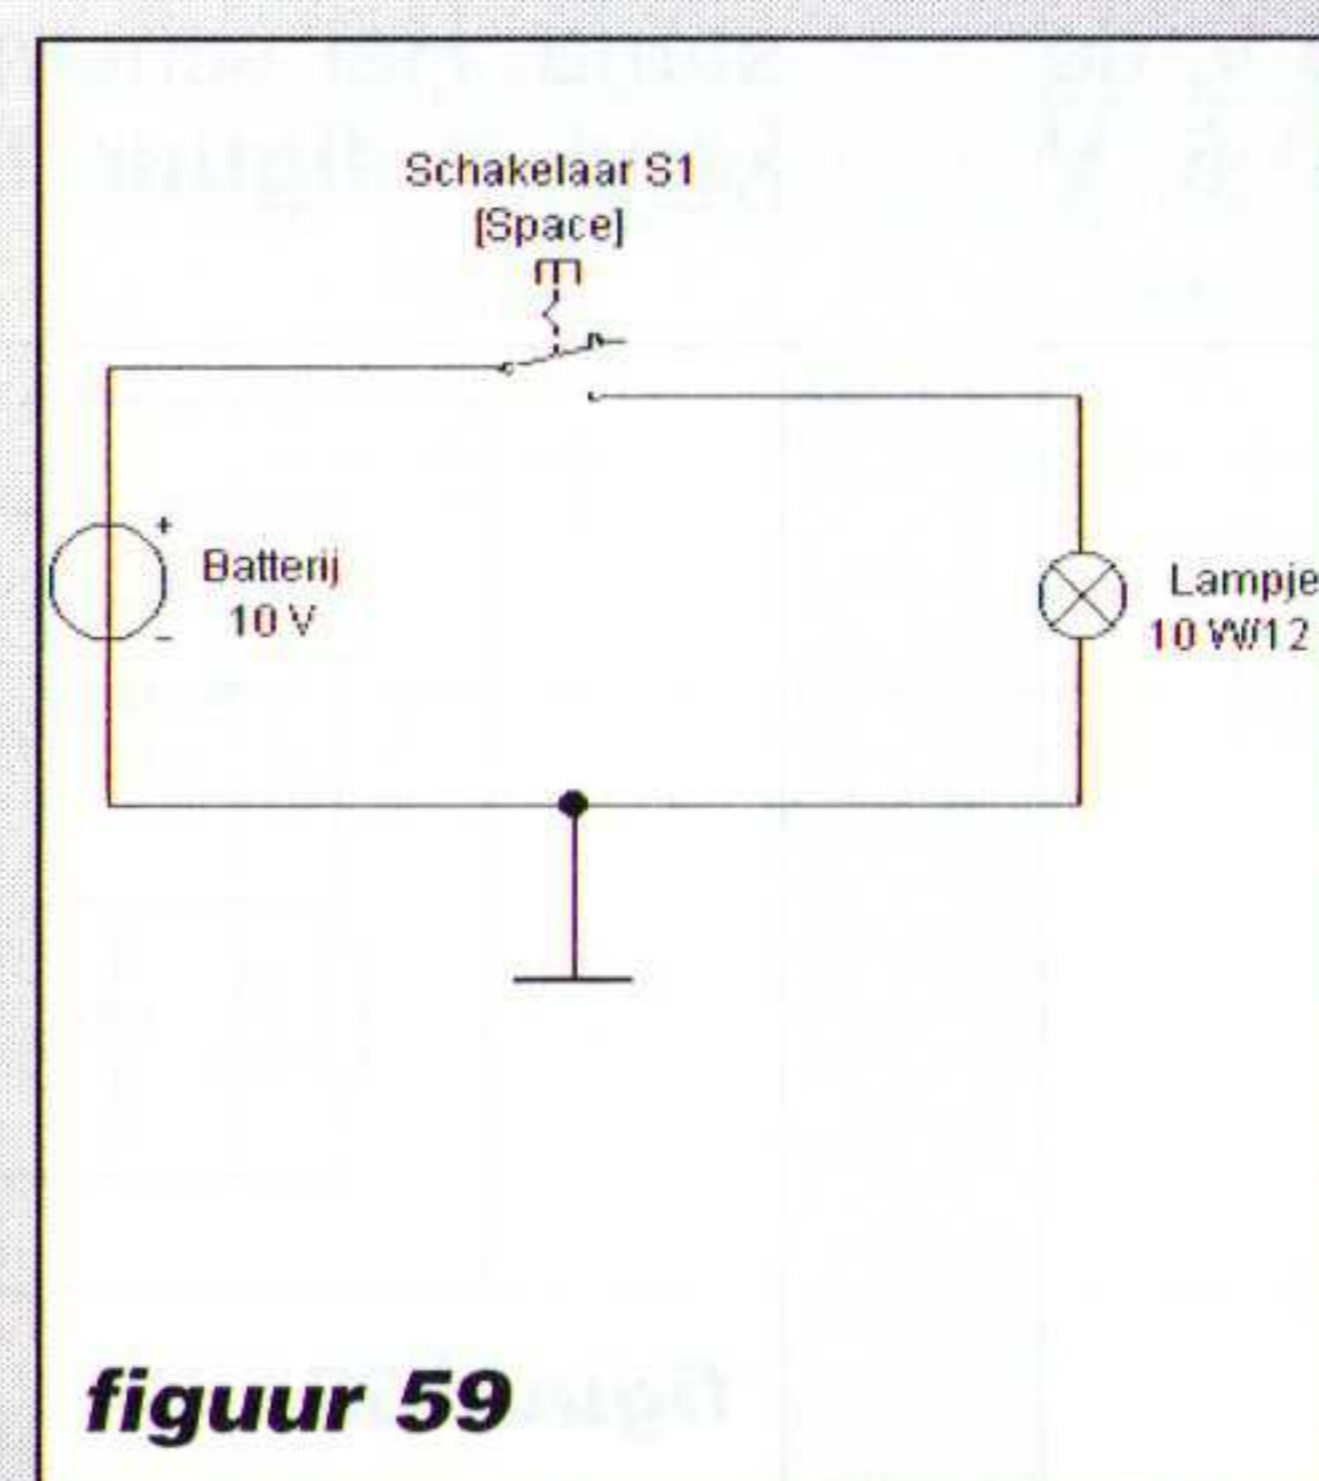 Schakelaar S1
[Space]
+
Batterij
10 V
−
Lampje
10 W/12
figuur 59